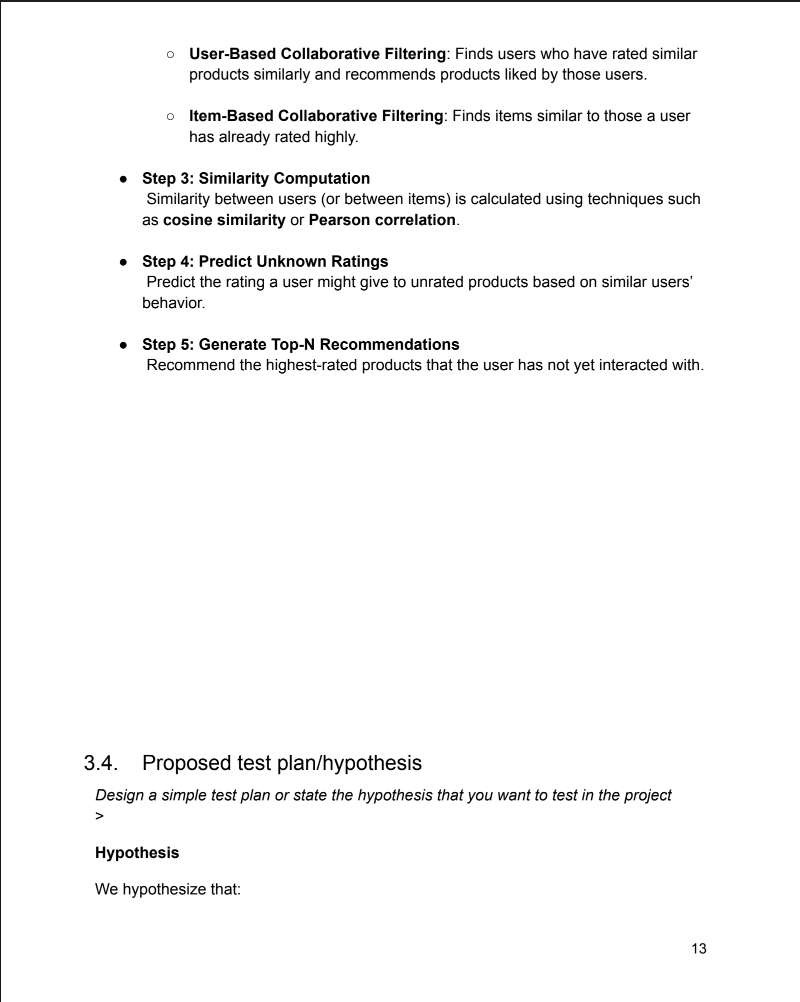 ○ User-Based Collaborative Filtering: Finds users who have rated similar
products similarly and recommends products liked by those users.
○ Item-Based Collaborative Filtering: Finds items similar to those a user
has already rated highly.
● Step 3: Similarity Computation
Similarity between users (or between items) is calculated using techniques such
as cosine similarity or Pearson correlation.
● Step 4: Predict Unknown Ratings
Predict the rating a user might give to unrated products based on similar users’
behavior.
● Step 5: Generate Top-N Recommendations
Recommend the highest-rated products that the user has not yet interacted with.
3.4. Proposed test plan/hypothesis
Design a simple test plan or state the hypothesis that you want to test in the project
>
Hypothesis
We hypothesize that:
13